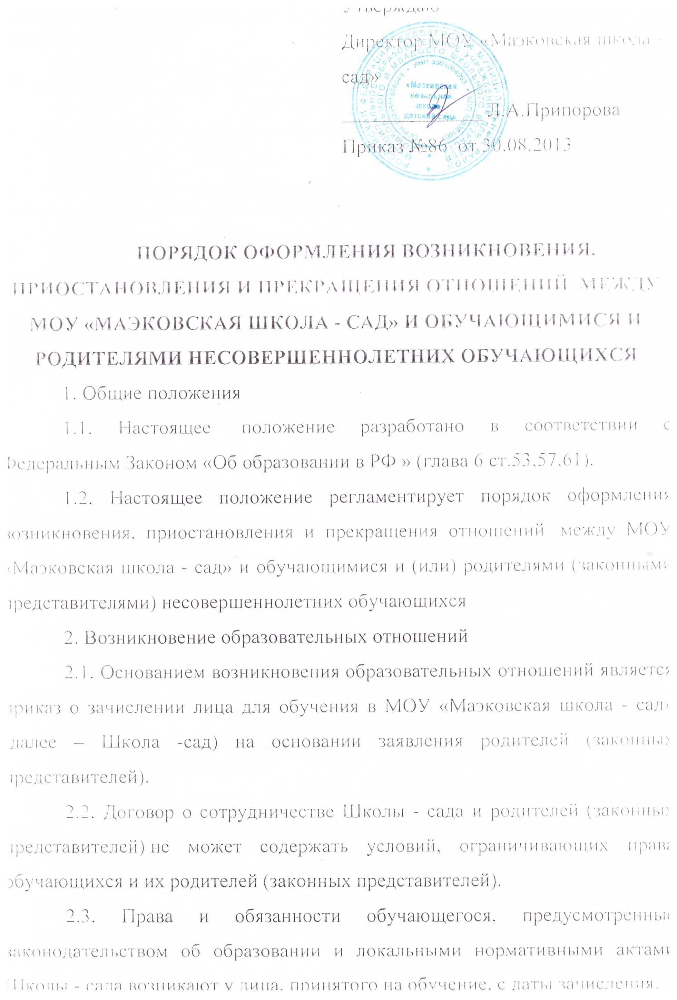 Утверждаю
Директор МОУ «Маэковская школа -
сад»
Л.А.Припорова
Приказ №86 от 30.08.2013
ИНН 3503004053
«Маэковская
начальная
школа -
детский сад»
ПОРЯДОК ОФОРМЛЕНИЯ ВОЗНИКНОВЕНИЯ.
ПРИОСТАНОВЛЕНИЯ И ПРЕКРАЩЕНИЯ ОТНОШЕНИЙ МЕЖДУ
МОУ «МАЭКОВСКАЯ ШКОЛА - САД» И ОБУЧАЮЩИМИСЯ И
РОДИТЕЛЯМИ НЕСОВЕРШЕННОЛЕТНИХ ОБУЧАЮЩИХСЯ
1. Общие положения
1.1. Настоящее положение разработано в соответствии с
Федеральным Законом «Об образовании в РФ » (глава 6 ст.53,57,61).
1.2. Настоящее положение регламентирует порядок оформления
возникновения, приостановления и прекращения отношений между МОУ
«Маэковская школа - сад» и обучающимися и (или) родителями (законными
представителями) несовершеннолетних обучающихся
2. Возникновение образовательных отношений
2.1. Основанием возникновения образовательных отношений является
приказ о зачислении лица для обучения в МОУ «Маэковская школа - сад»
далее – Школа -сад) на основании заявления родителей (законных
представителей).
2.2. Договор о сотрудничестве Школы - сада и родителей (законных
представителей) не может содержать условий, ограничивающих права
обучающихся и их родителей (законных представителей).
2.3. Права и обязанности обучающегося, предусмотренные
законодательством об образовании и локальными нормативными актами
Школы - сада возникают у лица, принятого на обучение, с даты зачисления.